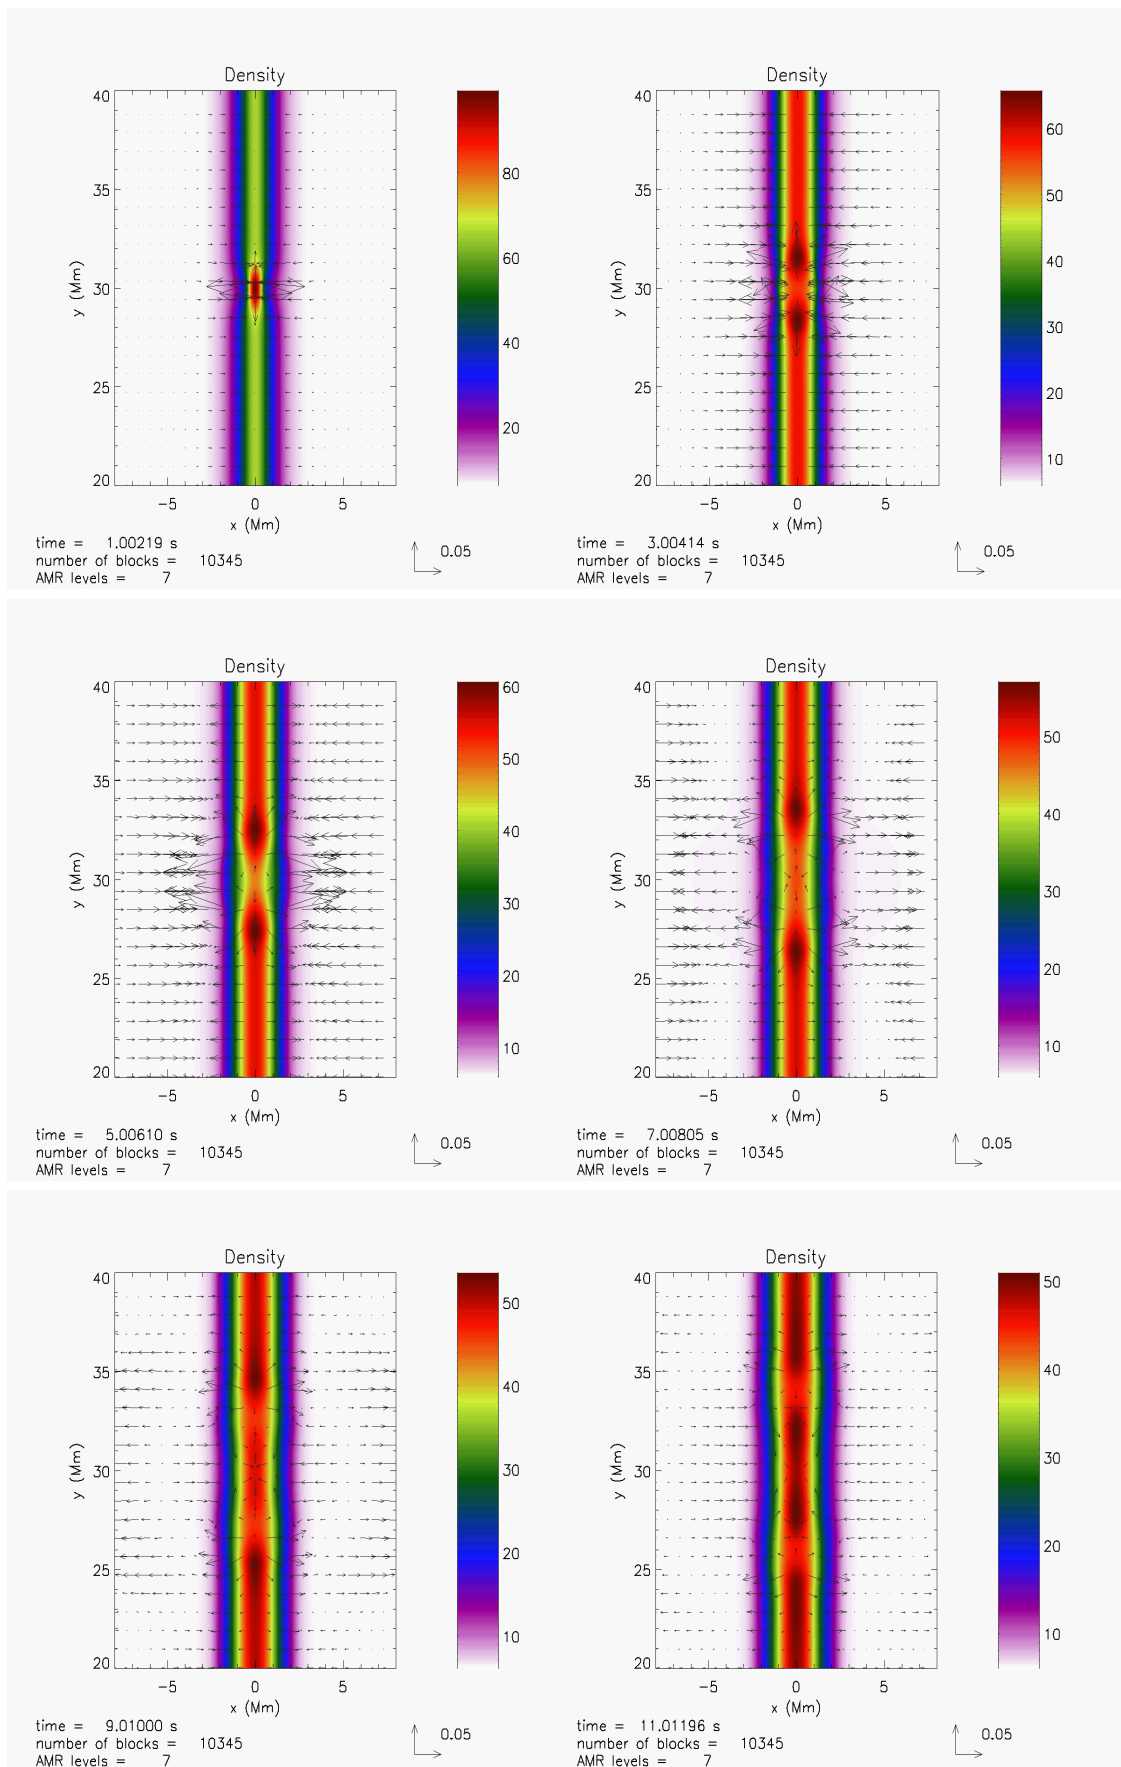 Density
40
35
30
25
20
y (Mm)
-5 0 5
x (Mm)
80
60
40
20
time = 1.00219 s
number of blocks = 10345
AMR levels = 7
0.05
Density
40
35
30
25
20
y (Mm)
-5 0 5
x (Mm)
60
50
40
30
20
10
time = 3.00414 s
number of blocks = 10345
AMR levels = 7
0.05
Density
40
35
30
25
20
y (Mm)
-5 0 5
x (Mm)
60
50
40
30
20
10
time = 5.00610 s
number of blocks = 10345
AMR levels = 7
0.05
Density
40
35
30
25
20
y (Mm)
-5 0 5
x (Mm)
50
40
30
20
10
time = 7.00805 s
number of blocks = 10345
AMR levels = 7
0.05
Density
40
35
30
25
20
y (Mm)
-5 0 5
x (Mm)
50
40
30
20
10
time = 9.01000 s
number of blocks = 10345
AMR levels = 7
0.05
Density
40
35
30
25
20
y (Mm)
-5 0 5
x (Mm)
50
40
30
20
10
time = 11.01196 s
number of blocks = 10345
AMR levels = 7
0.05